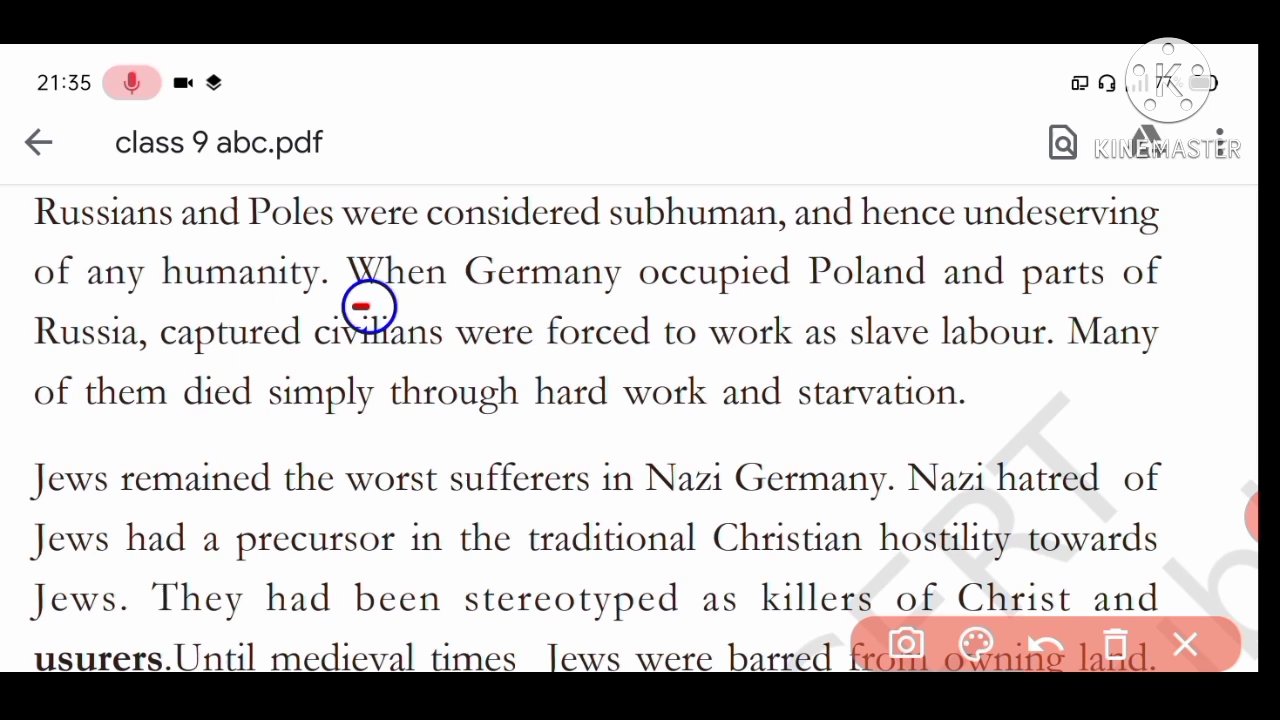 21:35
77
K
KINEMASTER
class 9 abc.pdf
Russians and Poles were considered subhuman, and hence undeserving
of any humanity. When Germany occupied Poland and parts of
Russia, captured civilians were forced to work as slave labour. Many
of them died simply through hard work and starvation.
Jews remained the worst sufferers in Nazi Germany. Nazi hatred of
Jews had a precursor in the traditional Christian hostility towards
Jews. They had been stereotyped as killers of Christ and
usurers.Until medieval times Jews were barred from owning land.